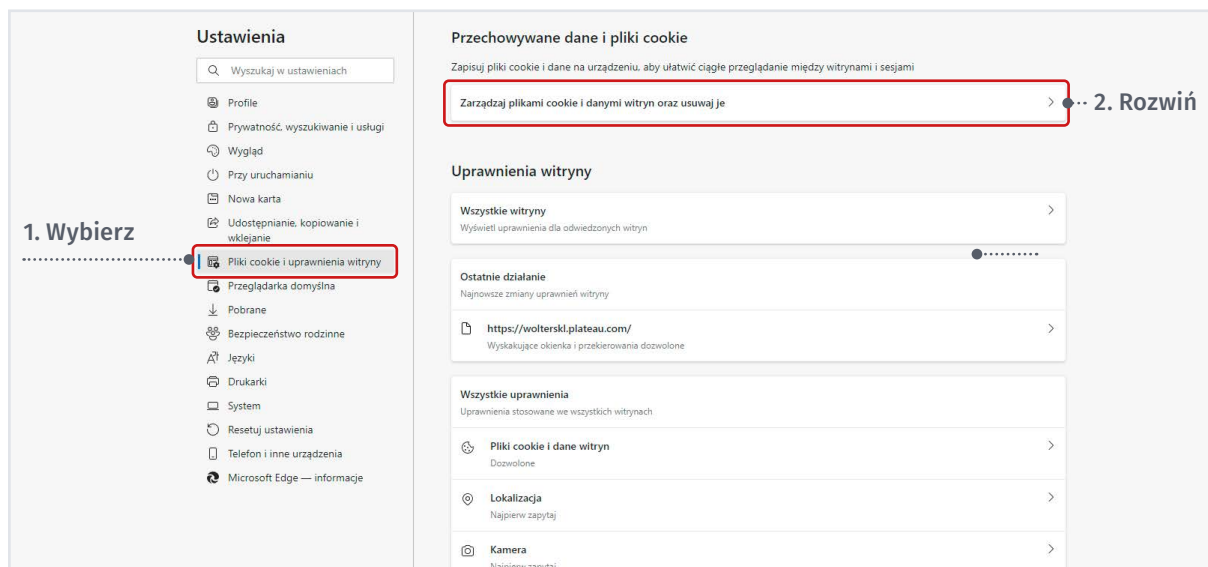 Ustawienia
Wyszukaj w ustawieniach
Profile
Prywatność, wyszukiwanie i usługi
Wygląd
Przy uruchamianiu
Nowa karta
Udostępnianie, kopiowanie i
wklejanie
Pliki cookie i uprawnienia witryny
Przeglądarka domyślna
Pobrane
Bezpieczeństwo rodzinne
Języki
Drukarki
System
Resetuj ustawienia
Telefon i inne urządzenia
Microsoft Edge — informacje
1. Wybierz
Przechowywane dane i pliki cookie
Zapisuj pliki cookie i dane na urządzeniu, aby ułatwić ciągłe przeglądanie między witrynami i sesjami
Zarządzaj plikami cookie i danymi witryn oraz usuwaj je
2. Rozwiń
Uprawnienia witryny
Wszystkie witryny
Wyświetl uprawnienia dla odwiedzonych witryn
Ostatnie działanie
Najnowsze zmiany uprawnień witryny
https://wolterskl.plateau.com/
Wyskakujące okienka i przekierowania dozwolone
Wszystkie uprawnienia
Uprawnienia stosowane we wszystkich witrynach
Pliki cookie i dane witryn
Dozwolone
Lokalizacja
Najpierw zapytaj
Kamera
Najpierw zapytaj